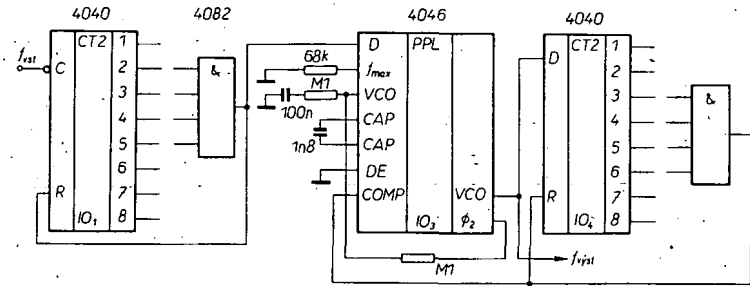 4040
4082
4046
4040
CT2
1
2
3
4
5
6
7
8
f_vst
C
R
IO₁
&
68k
M1
100n
1n8
D
PPL
f_max
VCO
CAP
CAP
DE
COMP
VCO
IO₃
ϕ₂
M1
D
CT2
1
2
3
4
5
6
7
8
R
IO₄
&
f_výst